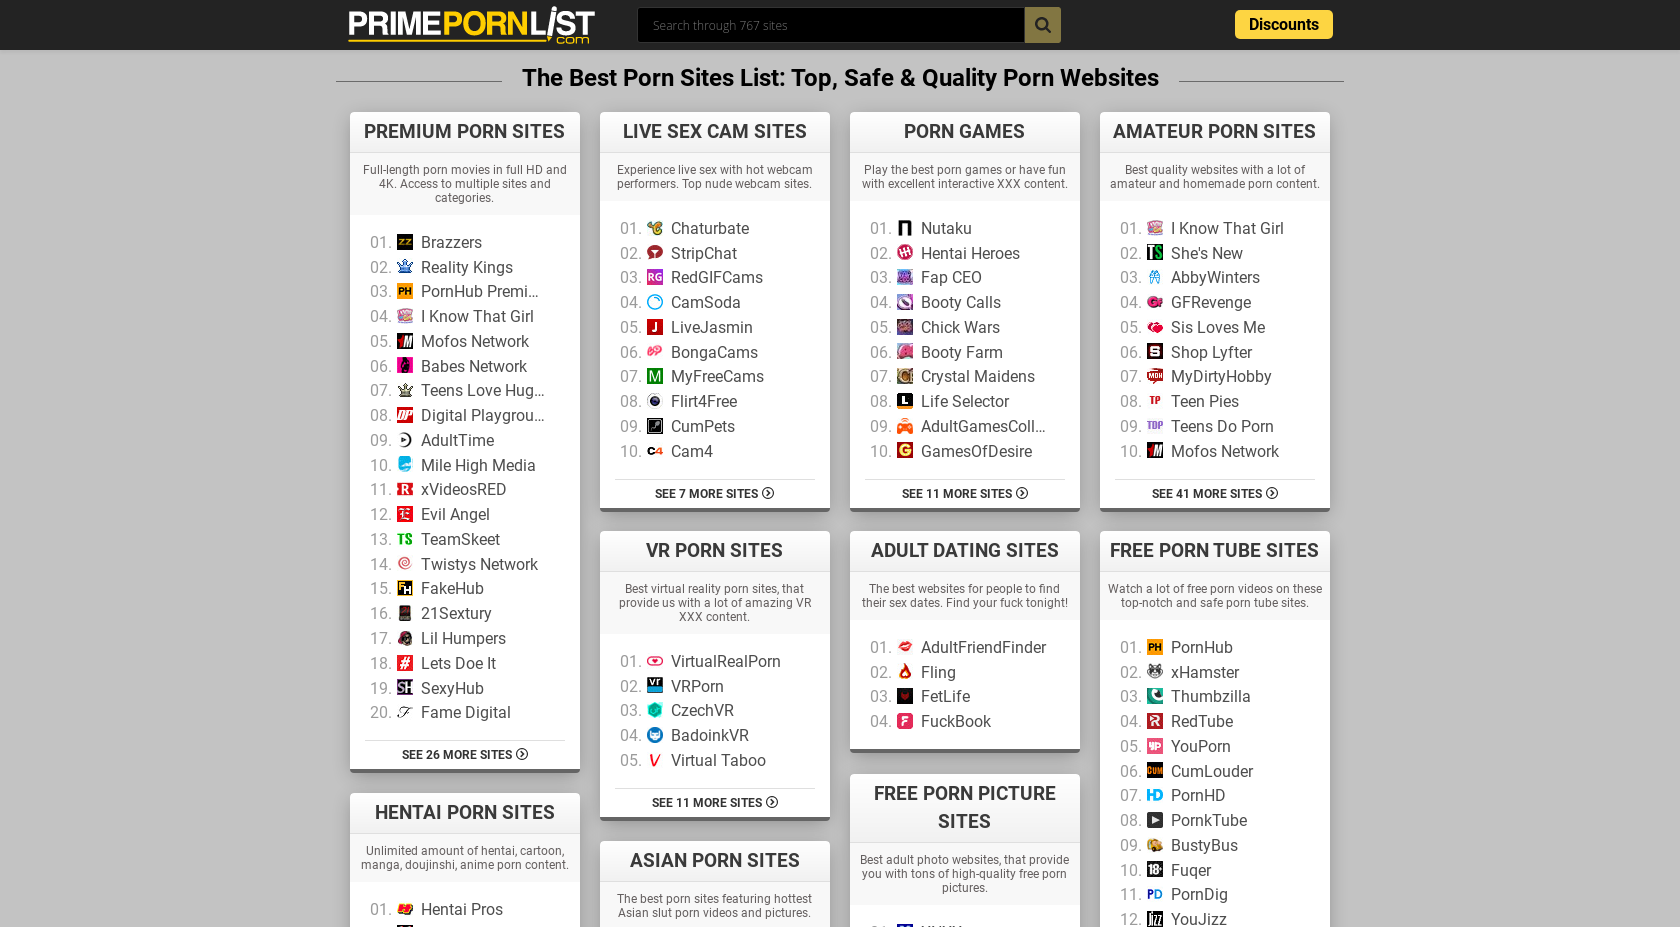 PRIMEPORNLIST
.com
Search through 767 sites
Discounts
The Best Porn Sites List: Top, Safe & Quality Porn Websites
PREMIUM PORN SITES
Full-length porn movies in full HD and
4K. Access to multiple sites and
categories.
01. Brazzers
02. Reality Kings
03. PornHub Premi...
04. I Know That Girl
05. Mofos Network
06. Babes Network
07. Teens Love Hug...
08. Digital Playgrou...
09. AdultTime
10. Mile High Media
11. xVideosRED
12. Evil Angel
13. TeamSkeet
14. Twistys Network
15. FakeHub
16. 21Sextury
17. Lil Humpers
18. Lets Doe It
19. SexyHub
20. Fame Digital
SEE 26 MORE SITES
HENTAI PORN SITES
Unlimited amount of hentai, cartoon,
manga, doujinshi, anime porn content.
01. Hentai Pros
LIVE SEX CAM SITES
Experience live sex with hot webcam
performers. Top nude webcam sites.
01. Chaturbate
02. StripChat
03. RedGIFCams
04. CamSoda
05. LiveJasmin
06. BongaCams
07. MyFreeCams
08. Flirt4Free
09. CumPets
10. Cam4
SEE 7 MORE SITES
VR PORN SITES
Best virtual reality porn sites, that
provide us with a lot of amazing VR
XXX content.
01. VirtualRealPorn
02. VRPorn
03. CzechVR
04. BadoinkVR
05. Virtual Taboo
SEE 11 MORE SITES
ASIAN PORN SITES
The best porn sites featuring hottest
Asian slut porn videos and pictures.
PORN GAMES
Play the best porn games or have fun
with excellent interactive XXX content.
01. Nutaku
02. Hentai Heroes
03. Fap CEO
04. Booty Calls
05. Chick Wars
06. Booty Farm
07. Crystal Maidens
08. Life Selector
09. AdultGamesColl...
10. GamesOfDesire
SEE 11 MORE SITES
ADULT DATING SITES
The best websites for people to find
their sex dates. Find your fuck tonight!
01. AdultFriendFinder
02. Fling
03. FetLife
04. FuckBook
FREE PORN PICTURE
SITES
Best adult photo websites, that provide
you with tons of high-quality free porn
pictures.
AMATEUR PORN SITES
Best quality websites with a lot of
amateur and homemade porn content.
01. I Know That Girl
02. She's New
03. AbbyWinters
04. GFRevenge
05. Sis Loves Me
06. Shop Lyfter
07. MyDirtyHobby
08. Teen Pies
09. Teens Do Porn
10. Mofos Network
SEE 41 MORE SITES
FREE PORN TUBE SITES
Watch a lot of free porn videos on these
top-notch and safe porn tube sites.
01. PornHub
02. xHamster
03. Thumbzilla
04. RedTube
05. YouPorn
06. CumLouder
07. PornHD
08. PornkTube
09. BustyBus
10. Fuqer
11. PornDig
12. YouJizz